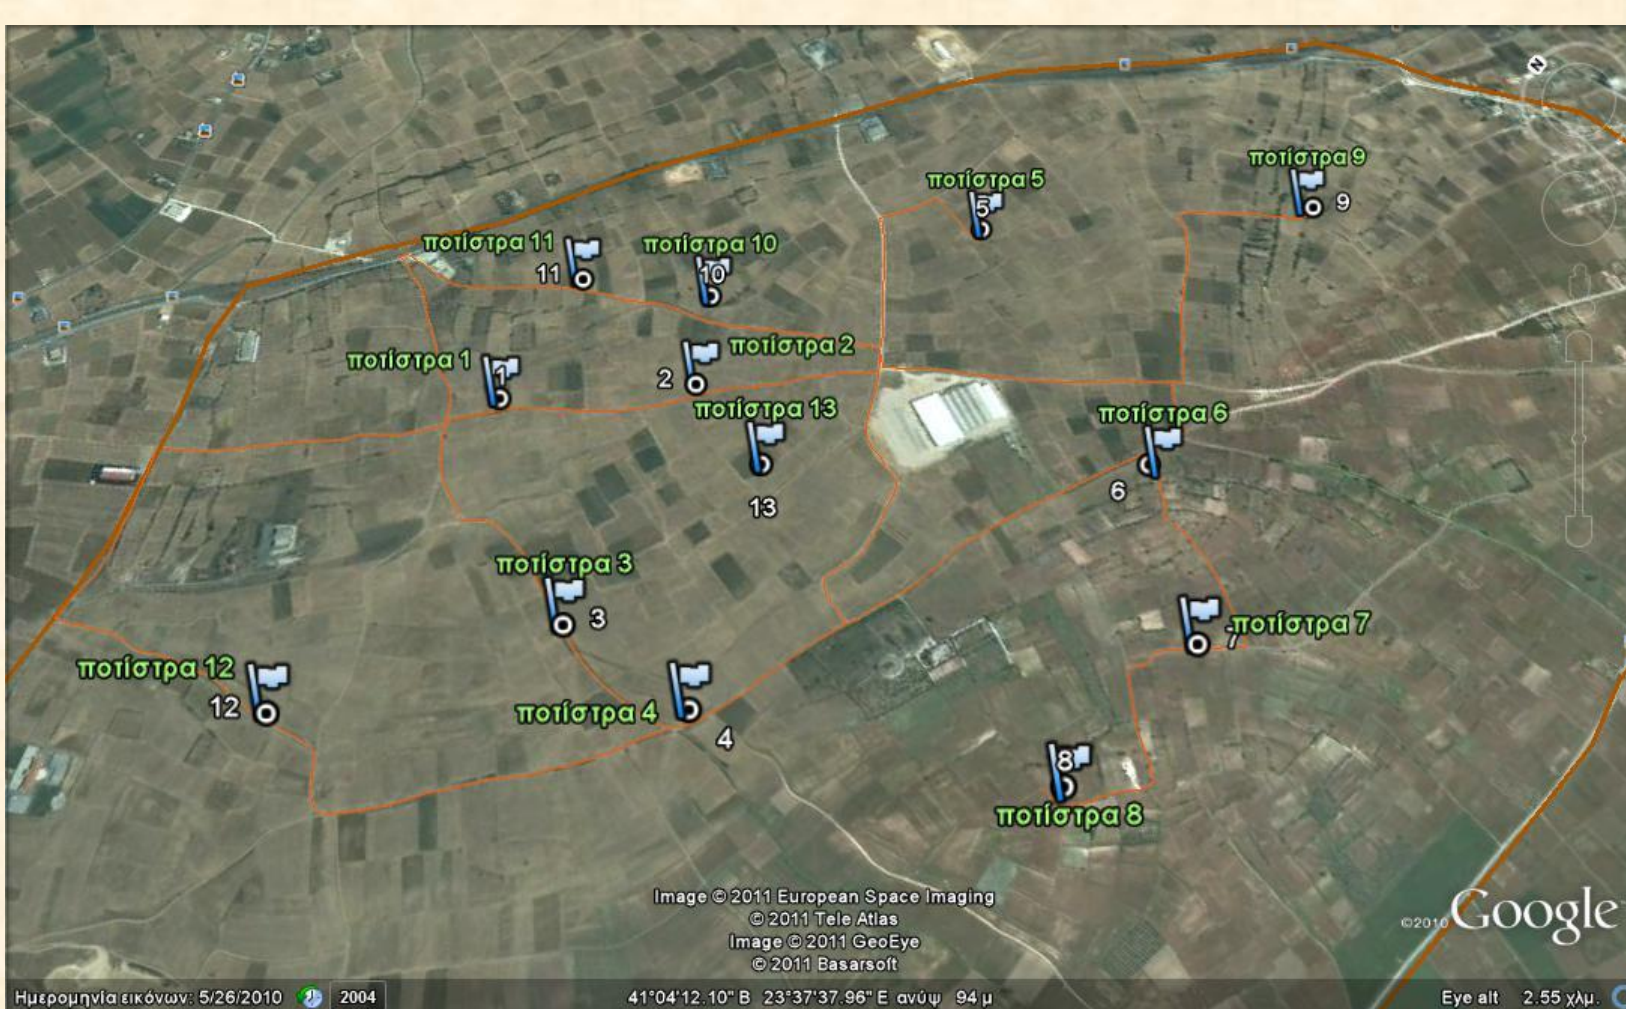 N
ποτίστρα 9
9
ποτίστρα 5
5
ποτίστρα 11
11
ποτίστρα 10
10
ποτίστρα 1
1
ποτίστρα 2
2
ποτίστρα 13
13
ποτίστρα 6
6
ποτίστρα 3
3
ποτίστρα 7
7
ποτίστρα 12
12
ποτίστρα 4
4
8
ποτίστρα 8
Image © 2011 European Space Imaging
© 2011 Tele Atlas
Image © 2011 GeoEye
© 2011 Basarsoft
©2010 Google
Ημερομηνία εικόνων: 5/26/2010 2004 41°04'12.10" Β 23°37'37.96" Ε ανύψ 94 μ Eye alt 2.55 χλμ.